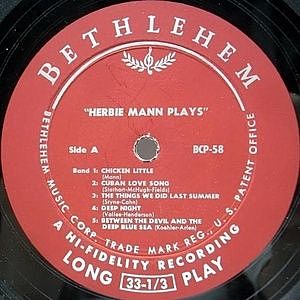 BETHLEHEM
"HERBIE MANN PLAYS"
Side A
BCP-58
Band 1: CHICKEN LITTLE
(Mann)
2: CUBAN LOVE SONG
(Stothart-McHugh-Fields)
3: THE THINGS WE DID LAST SUMMER
(Styne-Cahn)
4: DEEP NIGHT
(Vallee-Henderson)
5: BETWEEN THE DEVIL AND THE
DEEP BLUE SEA (Koehler-Arlen)
BETHLEHEM MUSIC CORP. TRADE MARK REG., U.S. PATENT OFFICE
A HI-FIDELITY RECORDING
LONG 33-1/3 PLAY